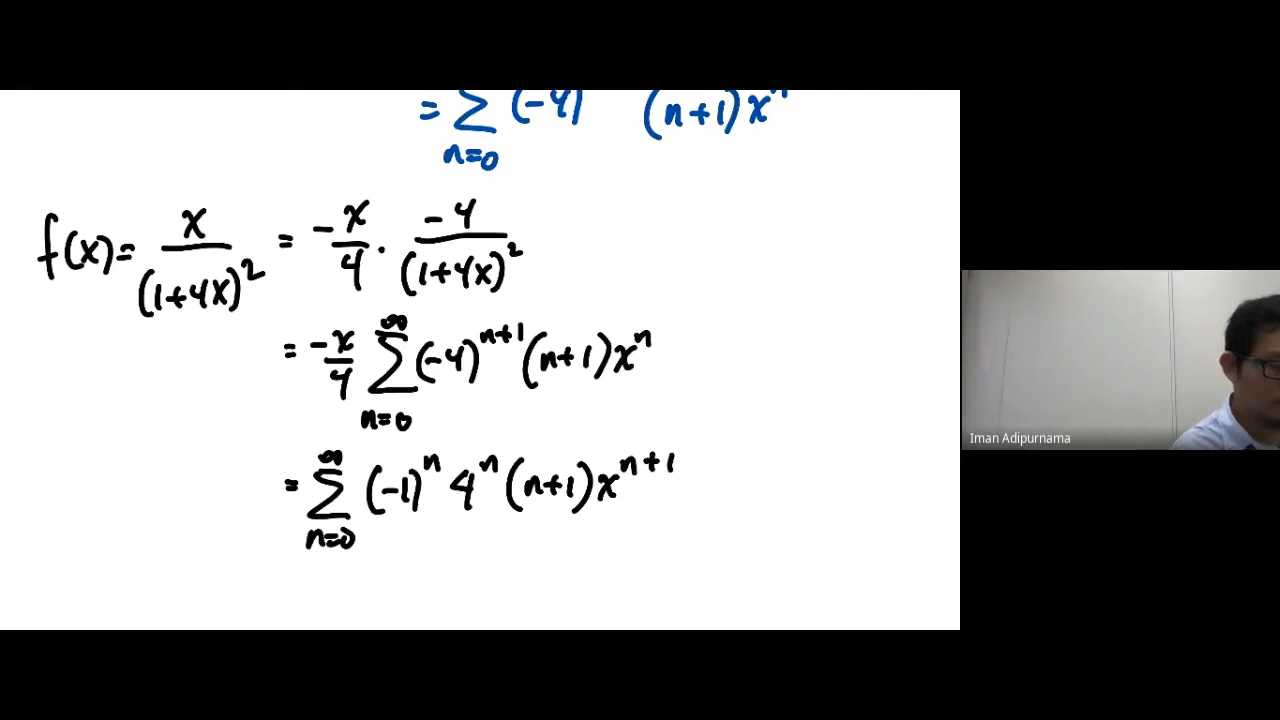 = ∑_{n=0} (-4) (n+1)x^n
f(x) = x/(1+4x)^2 = -x/4 · -4/(1+4x)^2
= -x/4 ∑_{n=0}^{∞} (-4)^{n+1} (n+1)x^n
= ∑_{n=0}^{∞} (-1)^n 4^n (n+1)x^{n+1}
Iman Adipurnama